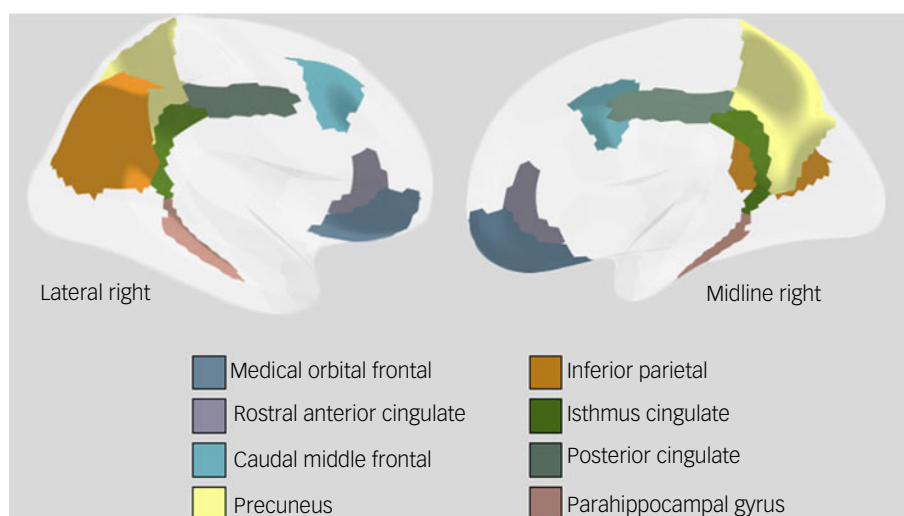 Lateral right
Midline right
Medical orbital frontal
Rostral anterior cingulate
Caudal middle frontal
Precuneus
Inferior parietal
Isthmus cingulate
Posterior cingulate
Parahippocampal gyrus